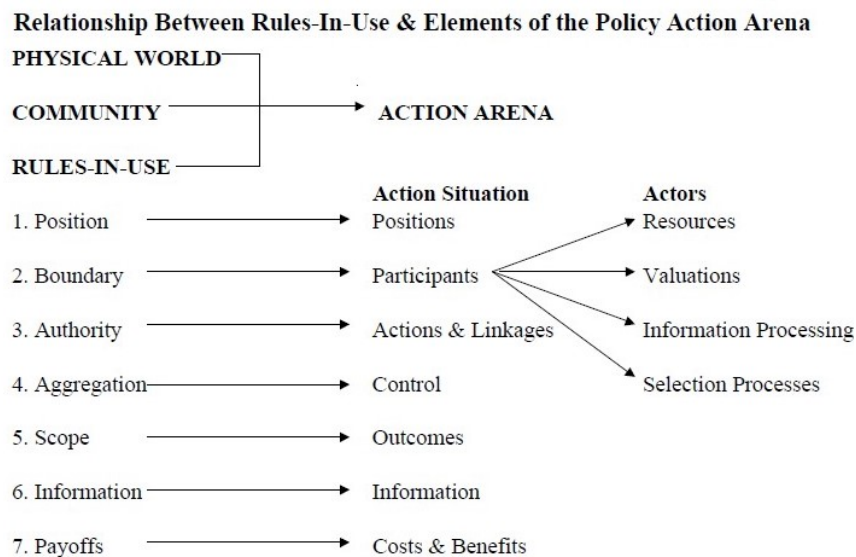 Relationship Between Rules-In-Use & Elements of the Policy Action Arena
PHYSICAL WORLD
COMMUNITY ACTION ARENA
RULES-IN-USE
Action Situation Actors
1. Position Positions Resources
2. Boundary Participants Valuations
3. Authority Actions & Linkages Information Processing
4. Aggregation Control Selection Processes
5. Scope Outcomes
6. Information Information
7. Payoffs Costs & Benefits